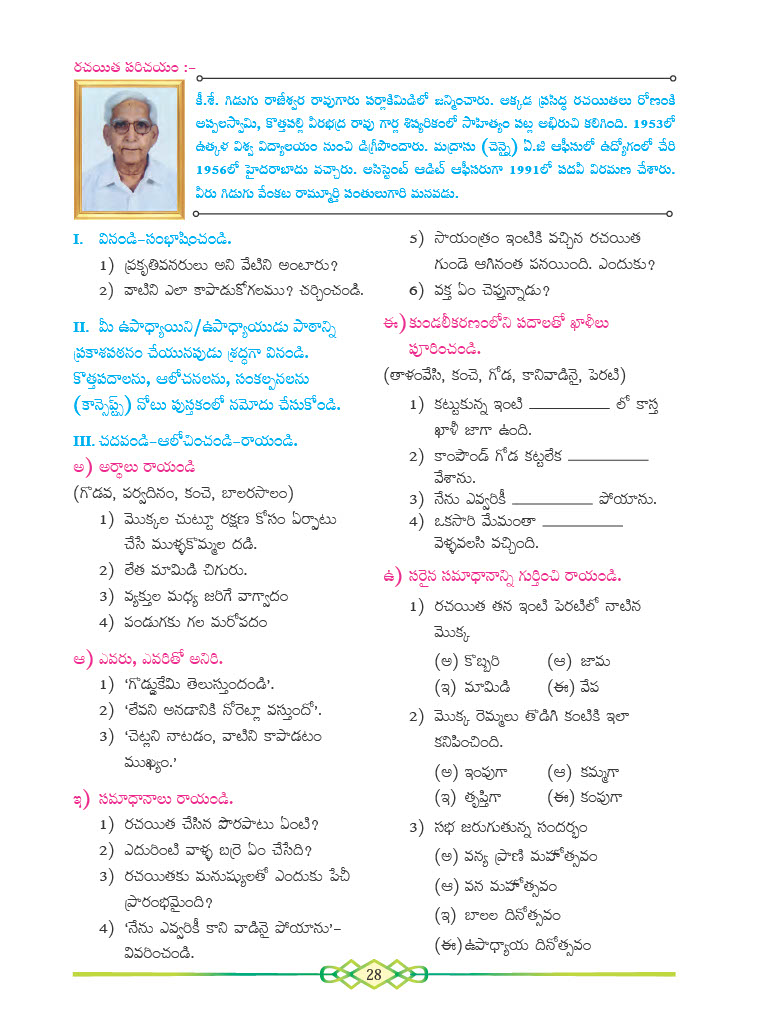 రచయిత పరిచయం :–
కీ.శే. గిడుగు రాజేశ్వర రావుగారు పర్లాకిమిడిలో జన్మించారు. అక్కడ ప్రసిద్ధ రచయితలు రోణంకి
అప్పలస్వామి, కొత్తపల్లి వీరభద్ర రావు గార్ల శిష్యరికంలో సాహిత్యం పట్ల అభిరుచి కలిగింది. 1953లో
ఉత్కళ విశ్వ విద్యాలయం నుంచి డిగ్రీపొందారు. మద్రాసు (చెన్నై) ఏ.జి ఆఫీసులో ఉద్యోగంలో చేరి
1956లో హైదరాబాదు వచ్చారు. అసిస్టెంట్ ఆడిట్ ఆఫీసరుగా 1991లో పదవీ విరమణ చేశారు.
వీరు గిడుగు వేంకట రామ్మూర్తి పంతులుగారి మనవడు.
I. వినండి–సంభాషించండి.
1) ప్రకృతివనరులు అని వేటిని అంటారు?
2) వాటిని ఎలా కాపాడుకోగలము? చర్చించండి.
II. మీ ఉపాధ్యాయిని/ఉపాధ్యాయుడు పాఠాన్ని
ప్రకాశపఠనం చేయునపుడు శ్రద్ధగా వినండి.
కొత్తపదాలను, ఆలోచనలను, సంకల్పనలను
(కాన్సెప్ట్స్) నోటు పుస్తకంలో నమోదు చేసుకోండి.
III. చదవండి–ఆలోచించండి–రాయండి.
అ) అర్థాలు రాయండి
(గొడవ, పర్వదినం, కంచె, బాలరసాలం)
1) మొక్కల చుట్టూ రక్షణ కోసం ఏర్పాటు
చేసే ముళ్ళకొమ్మల దడి.
2) లేత మామిడి చిగురు.
3) వ్యక్తుల మధ్య జరిగే వాగ్వాదం
4) పండుగకు గల మరోపదం
ఆ) ఎవరు, ఎవరితో అనిరి.
1) ‘గొడ్డుకేమి తెలుస్తుందండి’.
2) ‘లేవని అనడానికి నోరెట్లా వస్తుందో’.
3) ‘చెట్లని నాటడం, వాటిని కాపాడటం
ముఖ్యం.’
ఇ) సమాధానాలు రాయండి.
1) రచయిత చేసిన పొరపాటు ఏంటి?
2) ఎదురింటి వాళ్ళ బర్రె ఏం చేసేది?
3) రచయితకు మనుష్యులతో ఎందుకు పేచీ
ప్రారంభమైంది?
4) ‘నేను ఎవ్వరికీ కాని వాడినై పోయాను’–
వివరించండి.
5) సాయంత్రం ఇంటికి వచ్చిన రచయిత
గుండె ఆగినంత పనయింది. ఎందుకు?
6) వక్త ఏం చెప్తున్నాడు?
ఈ) కుండలీకరణంలోని పదాలతో ఖాళీలు
పూరించండి.
(తాళంవేసి, కంచె, గోడ, కానివాడినై, పెరటి)
1) కట్టుకున్న ఇంటి __________ లో కాస్త
ఖాళీ జాగా ఉంది.
2) కాంపౌండ్ గోడ కట్టలేక __________
వేశాను.
3) నేను ఎవ్వరికీ __________ పోయాను.
4) ఒకసారి మేమంతా __________
వెళ్ళవలసి వచ్చింది.
ఉ) సరైన సమాధానాన్ని గుర్తించి రాయండి.
1) రచయిత తన ఇంటి పెరటిలో నాటిన
మొక్క
(అ) కొబ్బరి (ఆ) జామ
(ఇ) మామిడి (ఈ) వేప
2) మొక్క రెమ్మలు తొడిగి కంటికి ఇలా
కనిపించింది.
(అ) ఇంపుగా (ఆ) కమ్మగా
(ఇ) తృప్తిగా (ఈ) కంపుగా
3) సభ జరుగుతున్న సందర్భం
(అ) వన్య ప్రాణి మహోత్సవం
(ఆ) వన మహోత్సవం
(ఇ) బాలల దినోత్సవం
(ఈ) ఉపాధ్యాయ దినోత్సవం
28